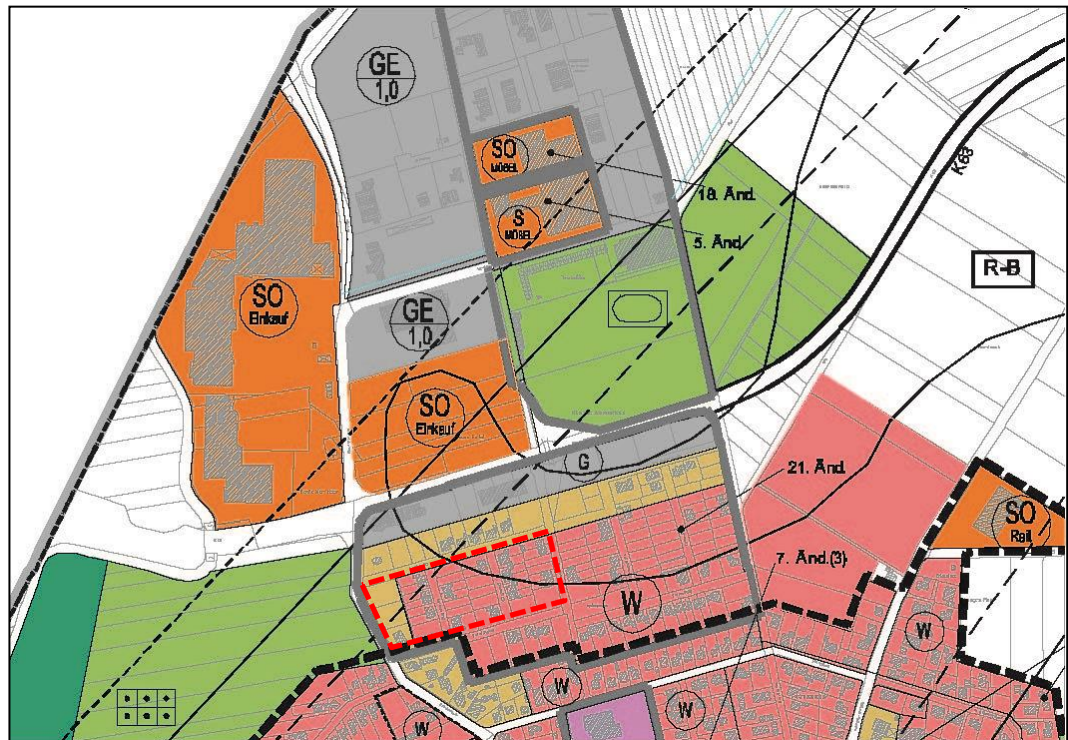 GE
1,0
SO
MÖBEL
18. Änd.
K63
S
MÖBEL
5. Änd.
R-B
SO
Einkauf
GE
1,0
SO
Einkauf
G
21. Änd.
SO
7. Änd.(3)
W
W
W
W
W